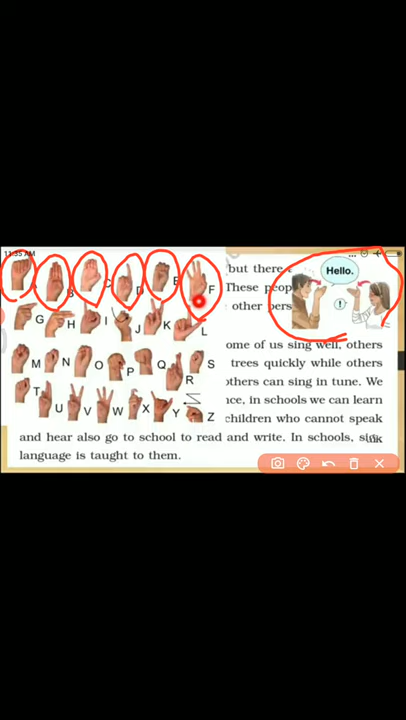 11:35 AM
Hello.
!
A B C D E F
G H I J K L
M N O P Q R S
T U V W X Y Z
but there
These peop
other pers
ome of us sing well, others
trees quickly while others
others can sing in tune. We
nce, in schools we can learn
children who cannot speak
and hear also go to school to read and write. In schools, sign
language is taught to them.